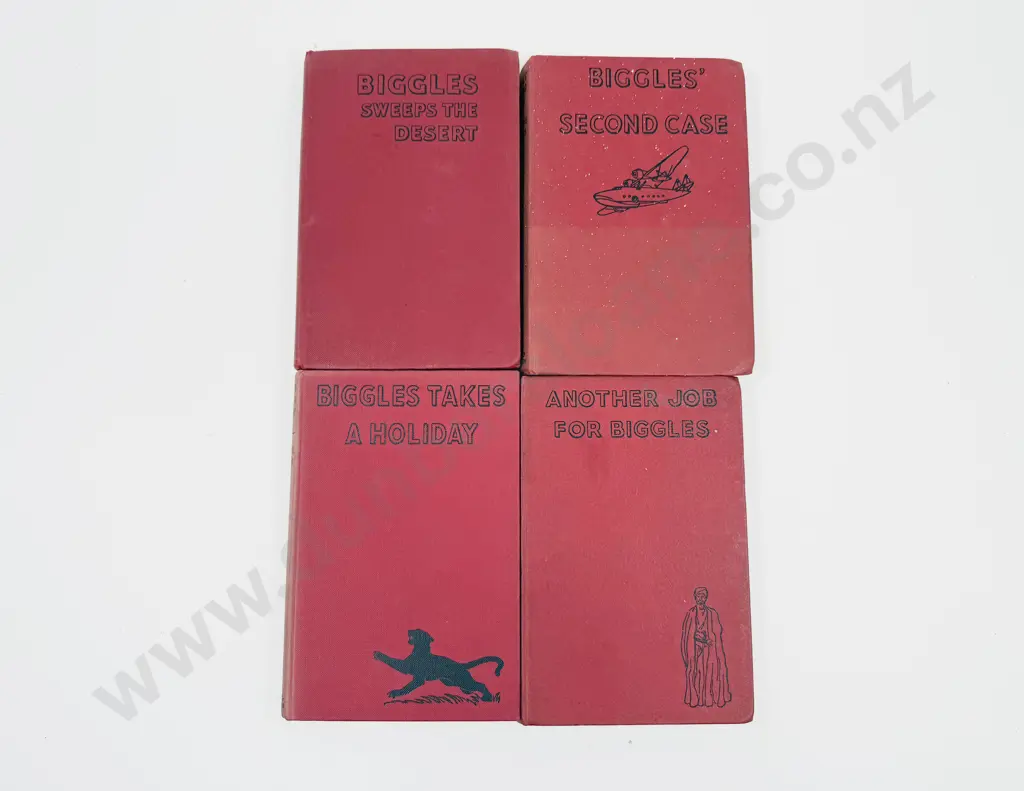 BIGGLES
SWEEPS THE
DESERT
BIGGLES'
SECOND CASE
BIGGLES TAKES
A HOLIDAY
ANOTHER JOB
FOR BIGGLES